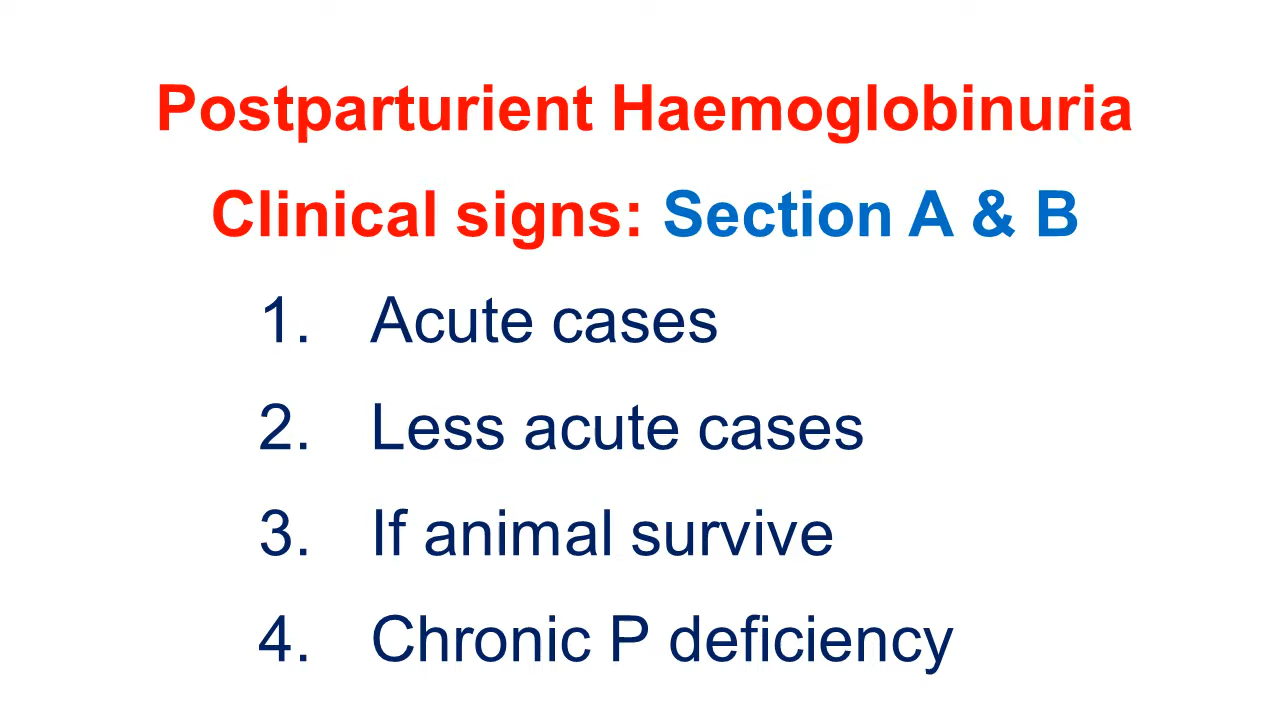 Postparturient Haemoglobinuria
Clinical signs: Section A & B
1. Acute cases
2. Less acute cases
3. If animal survive
4. Chronic P deficiency